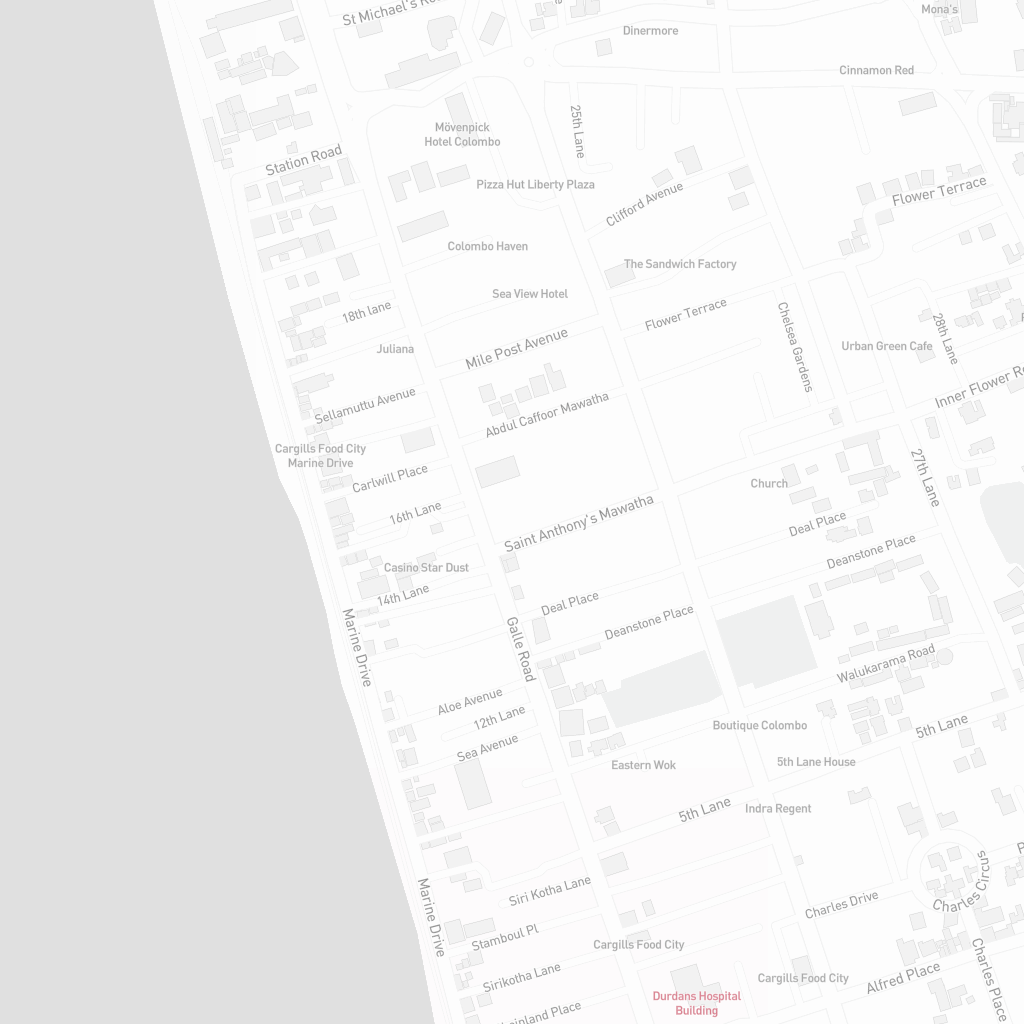 St Michael's
Mona's
Dinermore
Cinnamon Red
25th Lane
Mövenpick
Hotel Colombo
Station Road
Pizza Hut Liberty Plaza
Clifford Avenue
Flower Terrace
Colombo Haven
The Sandwich Factory
Sea View Hotel
18th lane
Flower Terrace
Chelsea Gardens
28th Lane
Juliana
Mile Post Avenue
Urban Green Cafe
Sellamuttu Avenue
Abdul Caffoor Mawatha
Inner Flower
Cargills Food City
Marine Drive
Carlwill Place
27th Lane
Church
16th Lane
Saint Anthony's Mawatha
Deal Place
Deanstone Place
Casino Star Dust
14th Lane
Deal Place
Deanstone Place
Marine Drive
Galle Road
Walukarama Road
Aloe Avenue
12th Lane
Boutique Colombo
5th Lane
Sea Avenue
Eastern Wok
5th Lane House
5th Lane
Indra Regent
Siri Kotha Lane
Charles Circus
Charles Drive
Marine Drive
Stamboul Pl
Cargills Food City
Sirikotha Lane
Cargills Food City
Alfred Place
Charles Place
Durdans Hospital
Building
Place